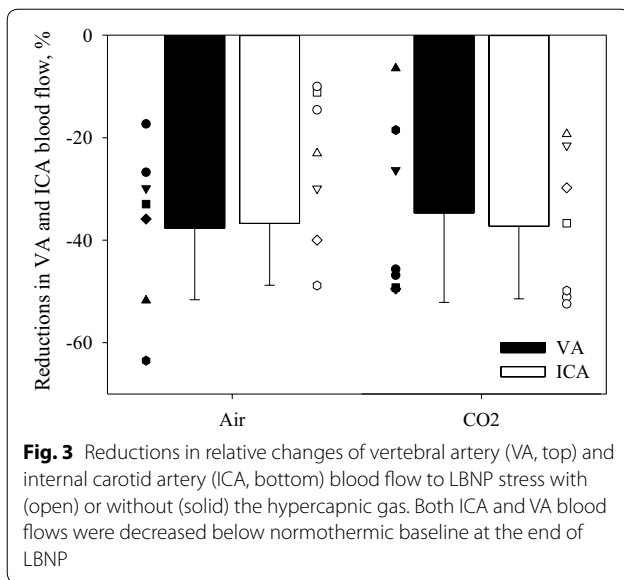 Reductions in VA and ICA blood flow, %
0
-20
-40
-60
VA
ICA
Air
CO2
Fig. 3 Reductions in relative changes of vertebral artery (VA, top) and
internal carotid artery (ICA, bottom) blood flow to LBNP stress with
(open) or without (solid) the hypercapnic gas. Both ICA and VA blood
flows were decreased below normothermic baseline at the end of
LBNP